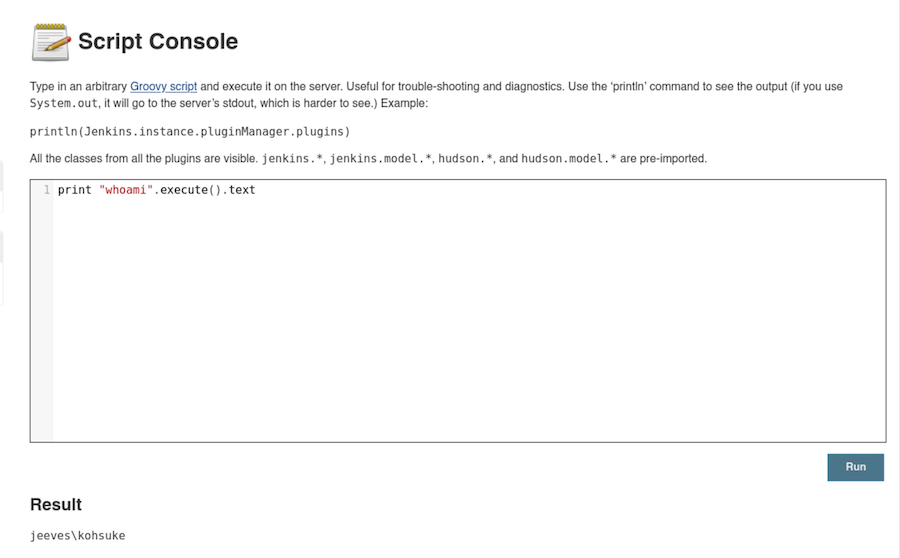 Script Console
Type in an arbitrary Groovy script and execute it on the server. Useful for trouble-shooting and diagnostics. Use the ‘println’ command to see the output (if you use
System.out, it will go to the server’s stdout, which is harder to see.) Example:
println(Jenkins.instance.pluginManager.plugins)
All the classes from all the plugins are visible. jenkins.*, jenkins.model.*, hudson.*, and hudson.model.* are pre-imported.
1 print "whoami".execute().text
Run
Result
jeeves\kohsuke